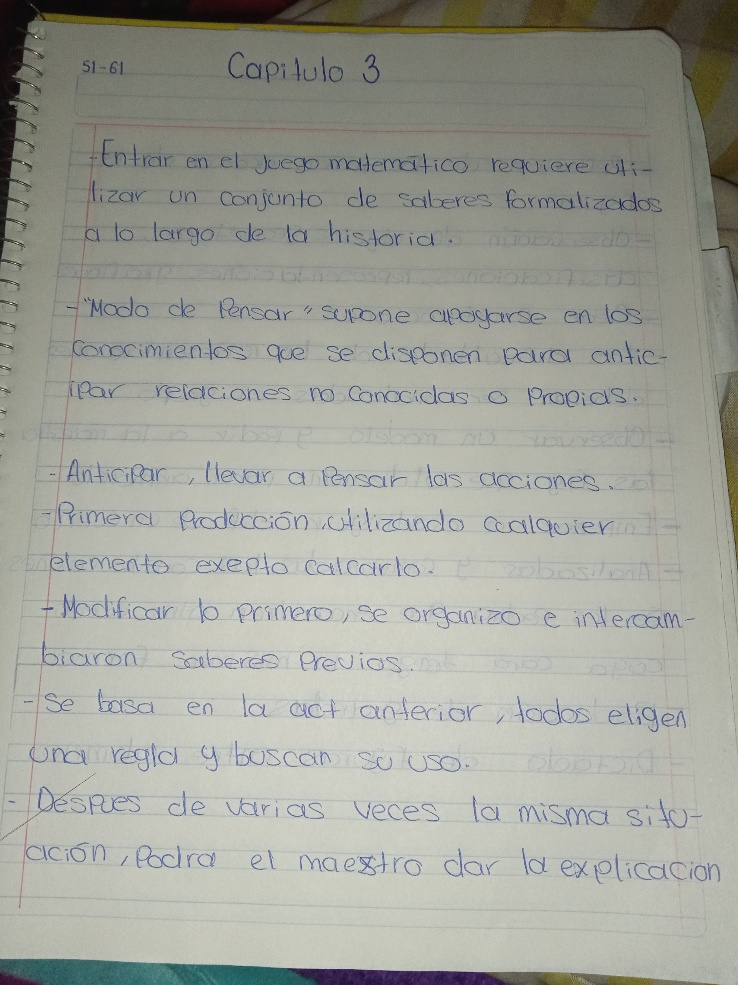 51-61 Capitulo 3
-Entrar en el Juego matemático requiere uti-
lizar un conjunto de saberes formalizados
a lo largo de la historia.
-"Modo de Pensar" supone apoyarse en los
conocimientos que se disponen para antic-
ipar relaciones no conocidas o propias.
-Anticipar, llevar a Pensar las acciones.
-Primera Producción, utilizando cualquier
elemento exepto calcarlo.
-Modificar lo primero, se organizo e intercam-
biaron saberes previos.
-Se basa en la act anterior, todos eligen
una regla y buscan su uso.
-Despues de varias veces la misma situ-
ación, Podra el maestro dar la explicacion